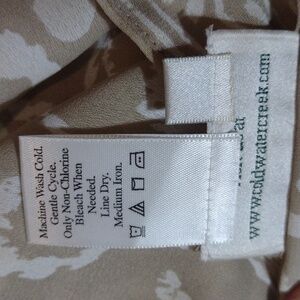 Machine Wash Cold.
Gentle Cycle.
Only Non-Chlorine
Bleach When
Needed.
Line Dry.
Medium Iron.
www.coldwatercreek.com